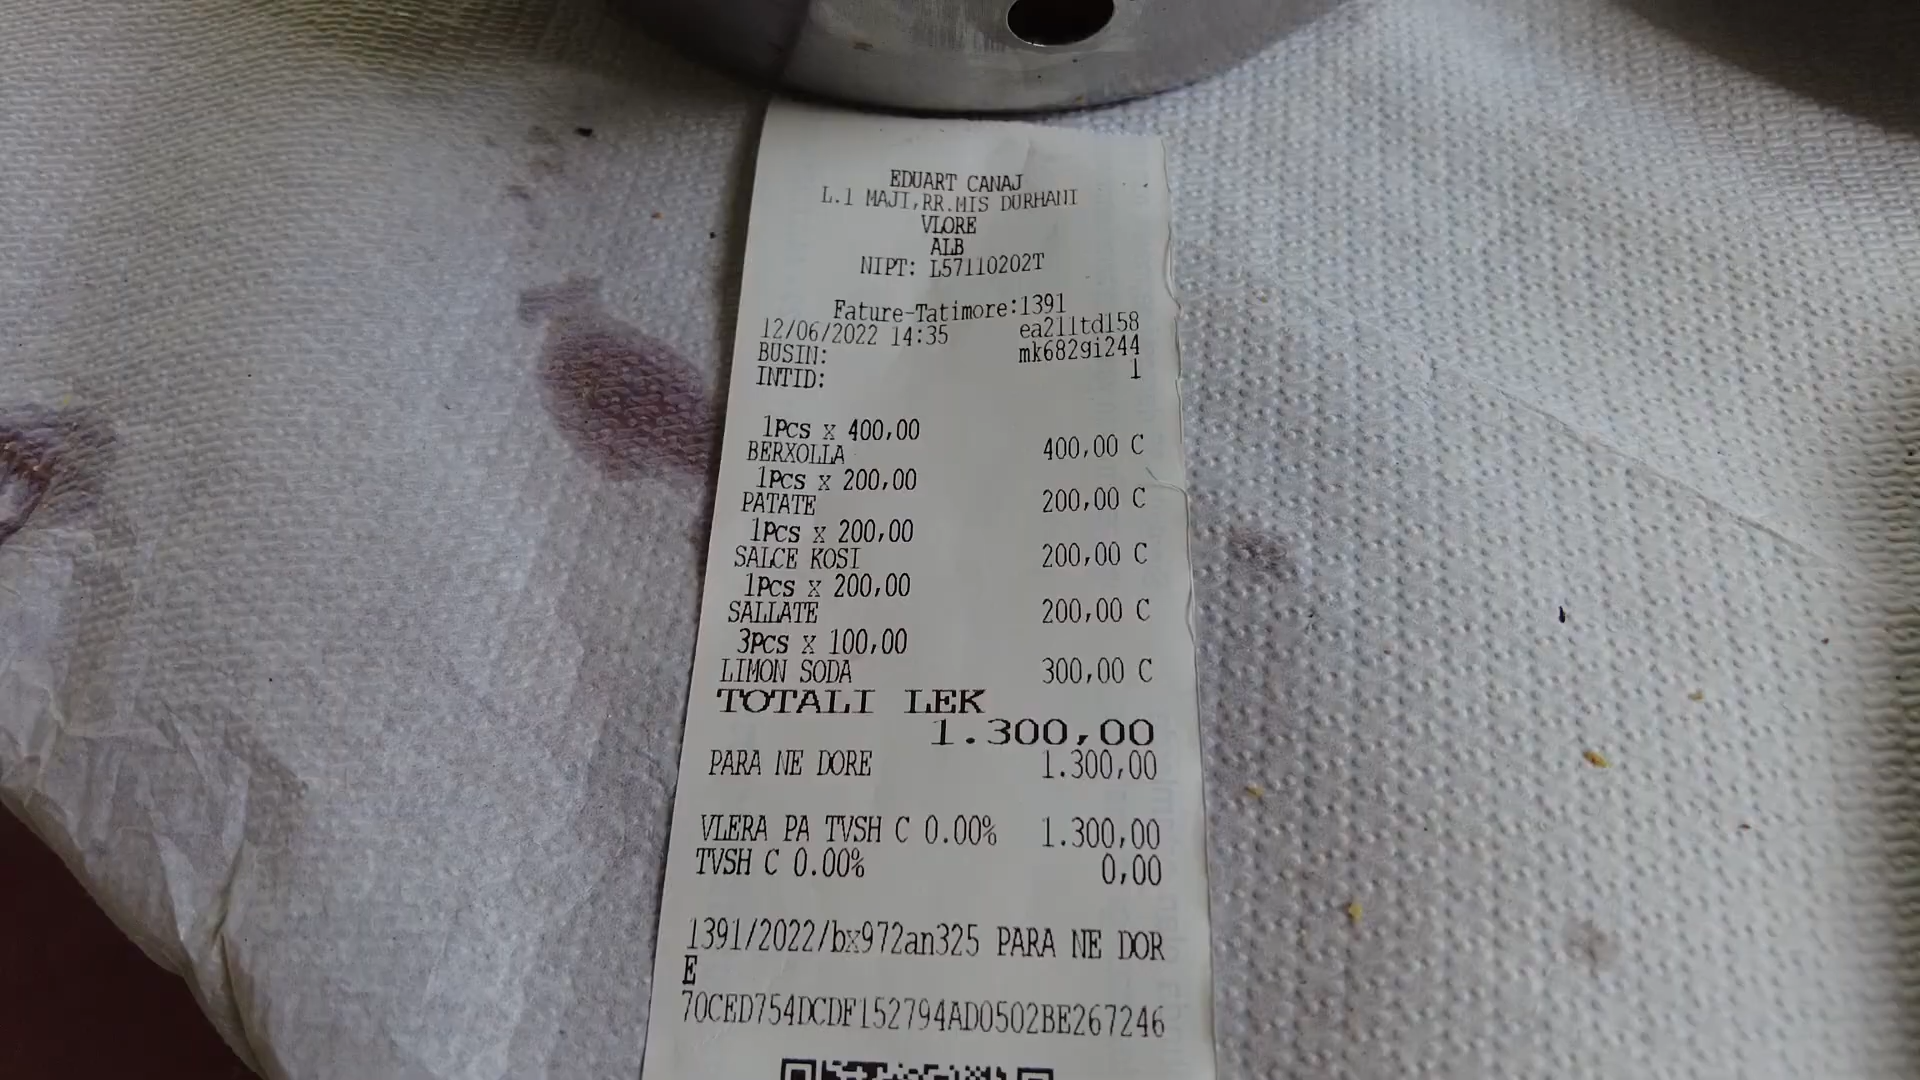 EDUART CANAJ
L.1 MAJI,RR.MIS DURHANI
VLORE
ALB
NIPT: L57110202T
Fature-Tatimore:1391
12/06/2022 14:35 ea211td158
BUSIN: mk682gi244
INTID: 1
1Pcs x 400,00
BERXOLLA 400,00 C
1Pcs x 200,00
PATATE 200,00 C
1Pcs x 200,00
SALCE KOSI 200,00 C
1Pcs x 200,00
SALLATE 200,00 C
3Pcs x 100,00
LIMON SODA 300,00 C
TOTALI LEK
1.300,00
PARA NE DORE 1.300,00
VLERA PA TVSH C 0.00% 1.300,00
TVSH C 0.00% 0,00
1391/2022/bx972an325 PARA NE DOR
E
70CED754DCDF152794AD0502BE267246